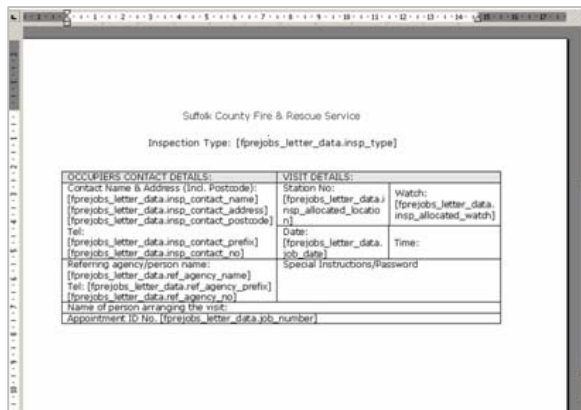 Suffolk County Fire & Rescue Service
Inspection Type: [fprejobs_letter_data.insp_type]
OCCUPIERS CONTACT DETAILS:
Contact Name & Address (Incl. Postcode):
[fprejobs_letter_data.insp_contact_name]
[fprejobs_letter_data.insp_contact_address]
[fprejobs_letter_data.insp_contact_postcode]
Tel:
[fprejobs_letter_data.insp_contact_prefix]
[fprejobs_letter_data.insp_contact_no]
Referring agency/person name:
[fprejobs_letter_data.ref_agency_name]
Tel: [fprejobs_letter_data.ref_agency_prefix]
[fprejobs_letter_data.ref_agency_no]
VISIT DETAILS:
Station No:
[fprejobs_letter_data.i
nsp_allocated_locatio
n]
Watch:
[fprejobs_letter_data.
insp_allocated_watch]
Date:
[fprejobs_letter_data.
job_date]
Time:
Special Instructions/Password
Name of person arranging the visit:
Appointment ID No. [fprejobs_letter_data.job_number]